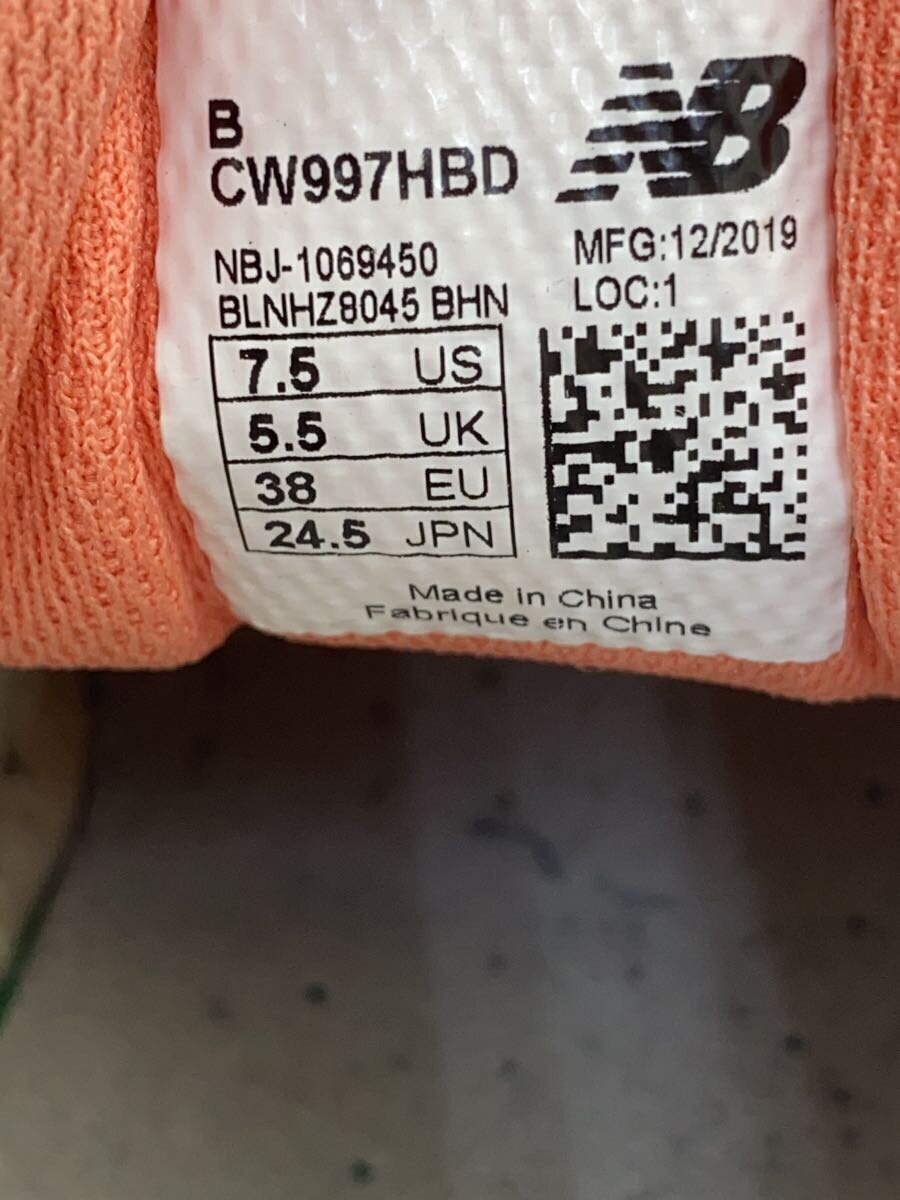 B
CW997HBD
NB
NBJ-1069450
BLNHZ8045 BHN
MFG:12/2019
LOC:1
7.5 US
5.5 UK
38 EU
24.5 JPN
Made in China
Fabrique en Chine